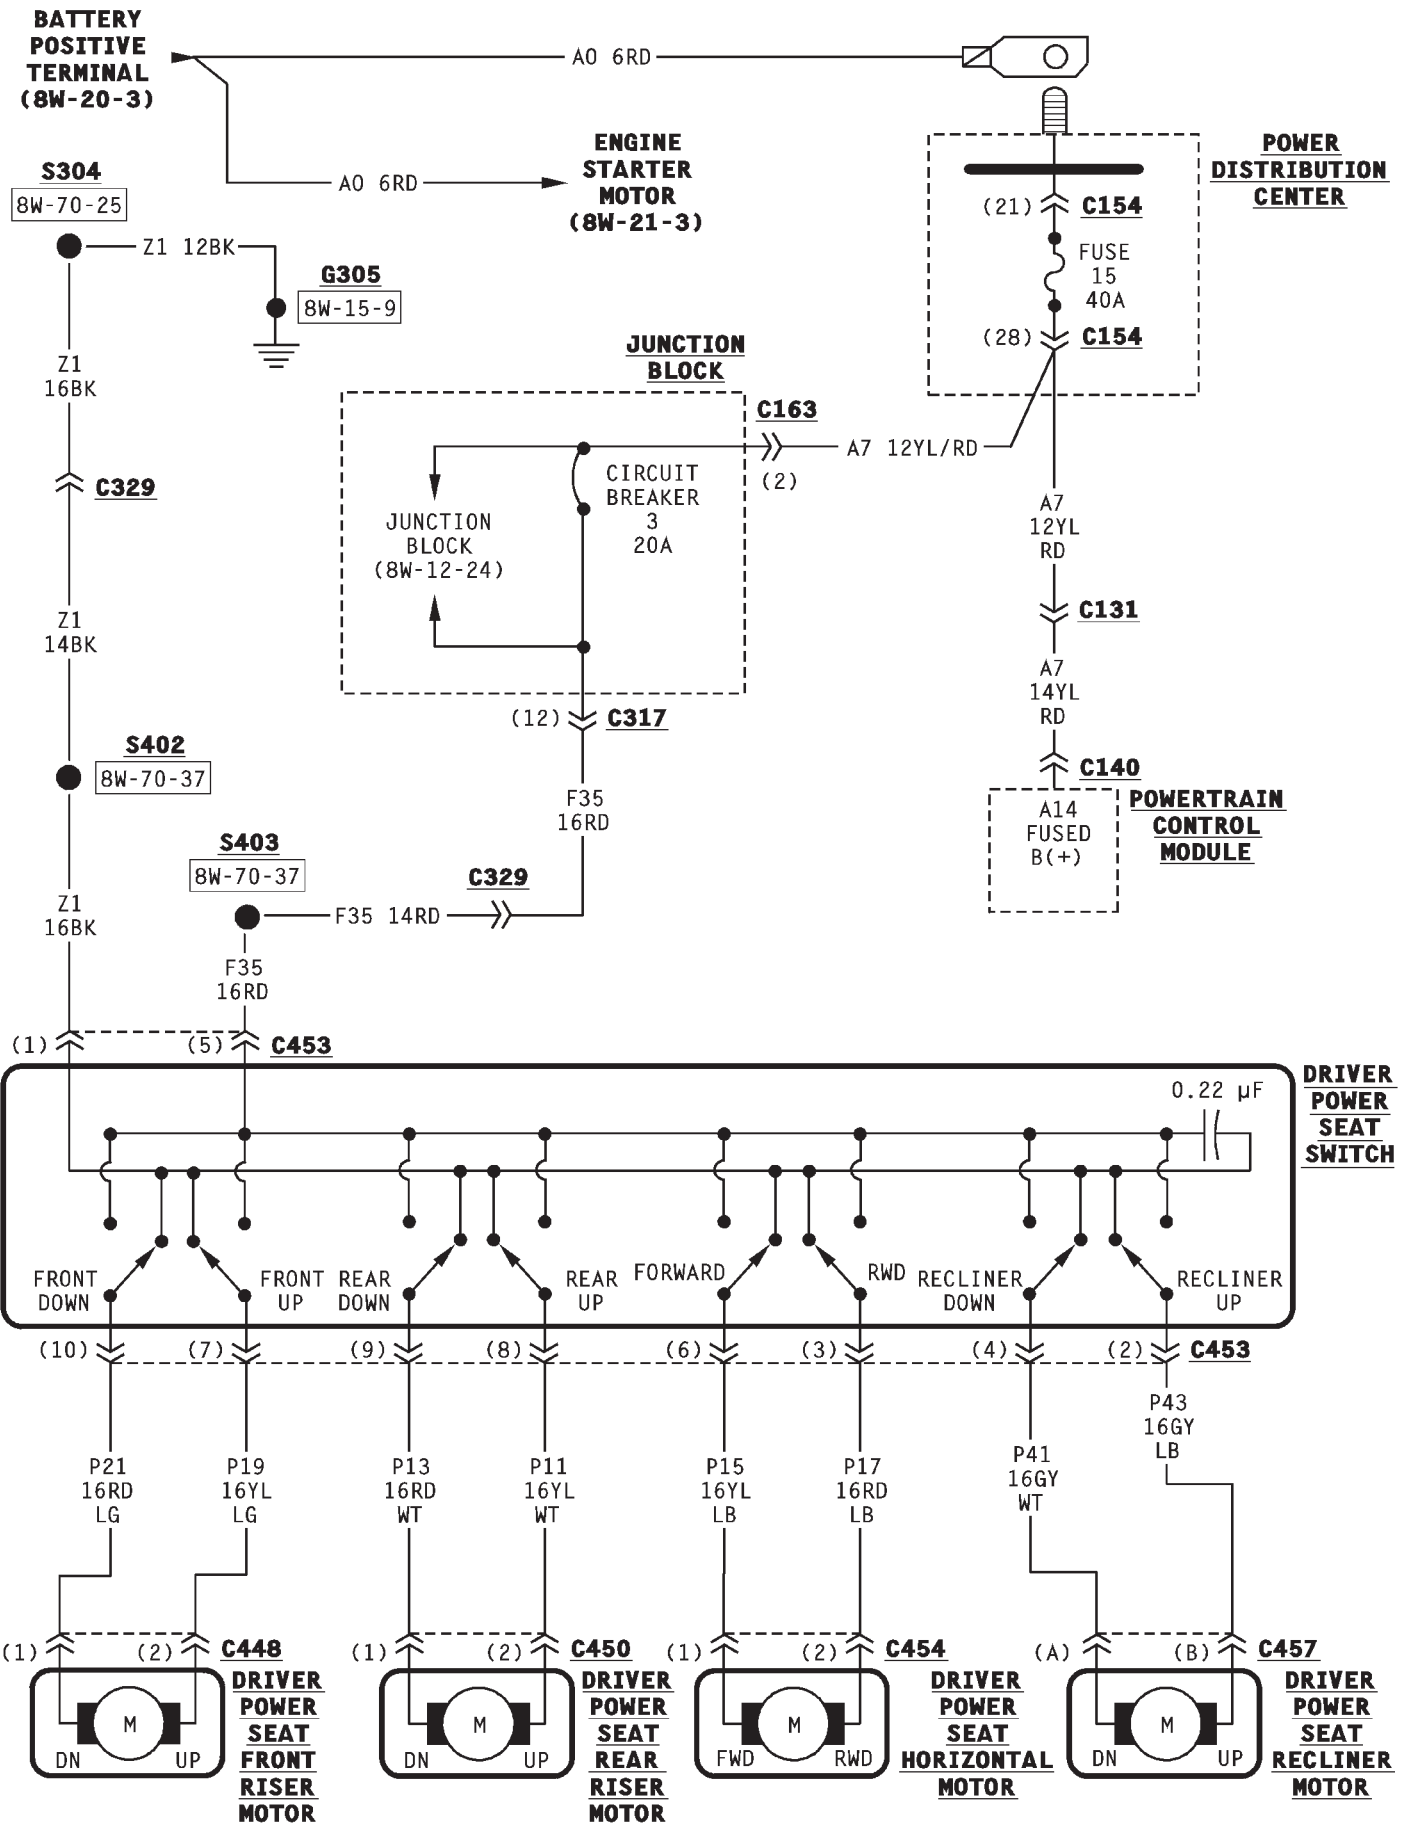 BATTERY
POSITIVE
TERMINAL
(8W-20-3)
A0 6RD
A0 6RD
ENGINE
STARTER
MOTOR
(8W-21-3)
POWER
DISTRIBUTION
CENTER
(21)
C154
FUSE
15
40A
(28)
C154
S304
8W-70-25
Z1 12BK
G305
8W-15-9
Z1
16BK
C329
Z1
14BK
S402
8W-70-37
Z1
16BK
JUNCTION
BLOCK
C163
(2)
A7 12YL/RD
CIRCUIT
BREAKER
3
20A
JUNCTION
BLOCK
(8W-12-24)
(12)
C317
F35
16RD
A7
12YL
RD
C131
A7
14YL
RD
C140
A14
FUSED
B(+)
POWERTRAIN
CONTROL
MODULE
S403
8W-70-37
C329
F35 14RD
F35
16RD
(1)
(5)
C453
DRIVER
POWER
SEAT
SWITCH
0.22 µF
FRONT
DOWN
FRONT
UP
REAR
DOWN
REAR
UP
FORWARD
RWD
RECLINER
DOWN
RECLINER
UP
(10)
(7)
(9)
(8)
(6)
(3)
(4)
(2)
C453
P21
16RD
LG
P19
16YL
LG
P13
16RD
WT
P11
16YL
WT
P15
16YL
LB
P17
16RD
LB
P41
16GY
WT
P43
16GY
LB
(1)
(2)
C448
(1)
(2)
C450
(1)
(2)
C454
(A)
(B)
C457
M
DN
UP
DRIVER
POWER
SEAT
FRONT
RISER
MOTOR
M
DN
UP
DRIVER
POWER
SEAT
REAR
RISER
MOTOR
M
FWD
RWD
DRIVER
POWER
SEAT
HORIZONTAL
MOTOR
M
DN
UP
DRIVER
POWER
SEAT
RECLINER
MOTOR